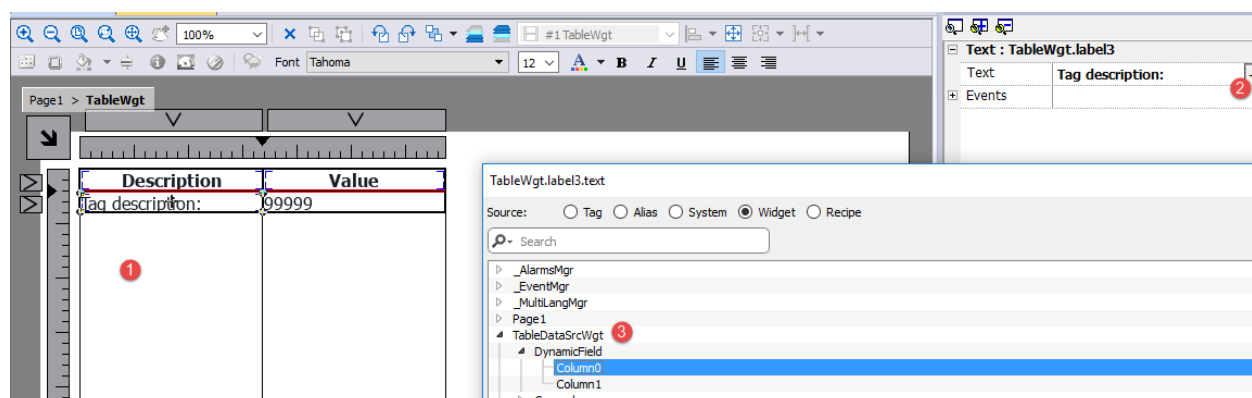 100%
#1 TableWgt
Font Tahoma
12
A B I U
Page1 > TableWgt
Description Value
Tag description: 99999
1
Text : TableWgt.label3
Text Tag description:
2
Events
TableWgt.label3.text
Source: Tag Alias System Widget Recipe
Search
_AlarmsMgr
_EventMgr
_MultiLangMgr
Page1
TableDataSrcWgt 3
DynamicField
Column0
Column1